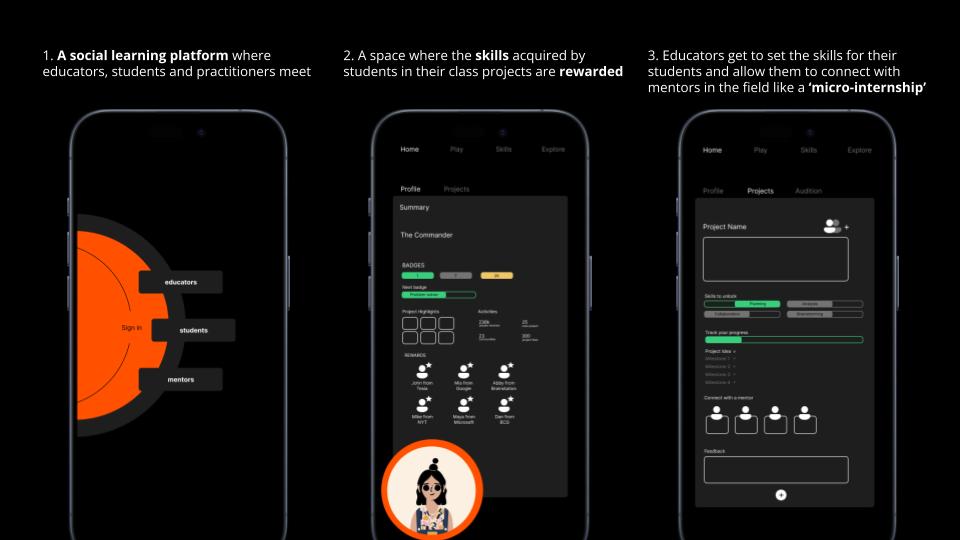 1. A social learning platform where
educators, students and practitioners meet
2. A space where the skills acquired by
students in their class projects are rewarded
3. Educators get to set the skills for their
students and allow them to connect with
mentors in the field like a ‘micro-internship’
Sign in
educators
students
mentors
Home Play Skills Explore
Profile Projects
Summary
The Commander
BADGES
1 7 20
Next badge
Problem solver
Project Highlights Activities
230k 25
23 300
REWARDS
John from
Tesla
Mia from
Google
Abby from
Brainstation
Mike from
NYT
Maya from
Microsoft
Dan from
BCG
Home Play Skills Explore
Profile Projects Audition
Project Name +
Skills to unlock
Planning Analysis
Collaboration Brainstorming
Track your progress
Project Idea
Milestone 1
Milestone 2
Milestone 3
Milestone 4
Connect with a mentor
Feedback
+